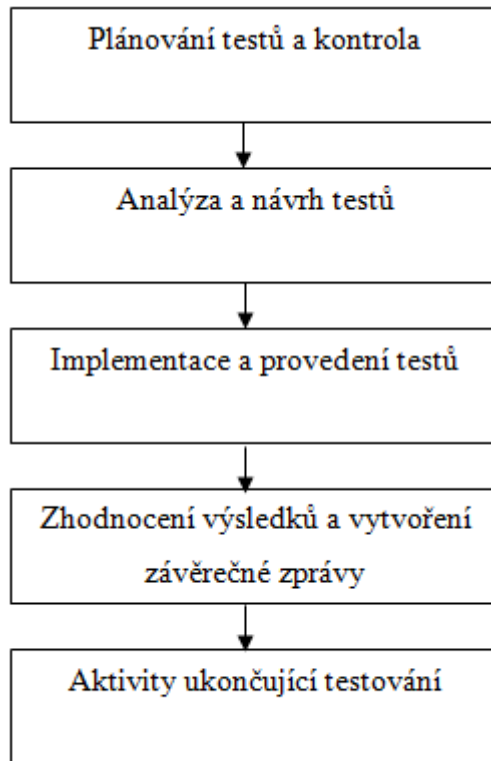 Plánování testů a kontrola
Analýza a návrh testů
Implementace a provedení testů
Zhodnocení výsledků a vytvoření
závěrečné zprávy
Aktivity ukončující testování